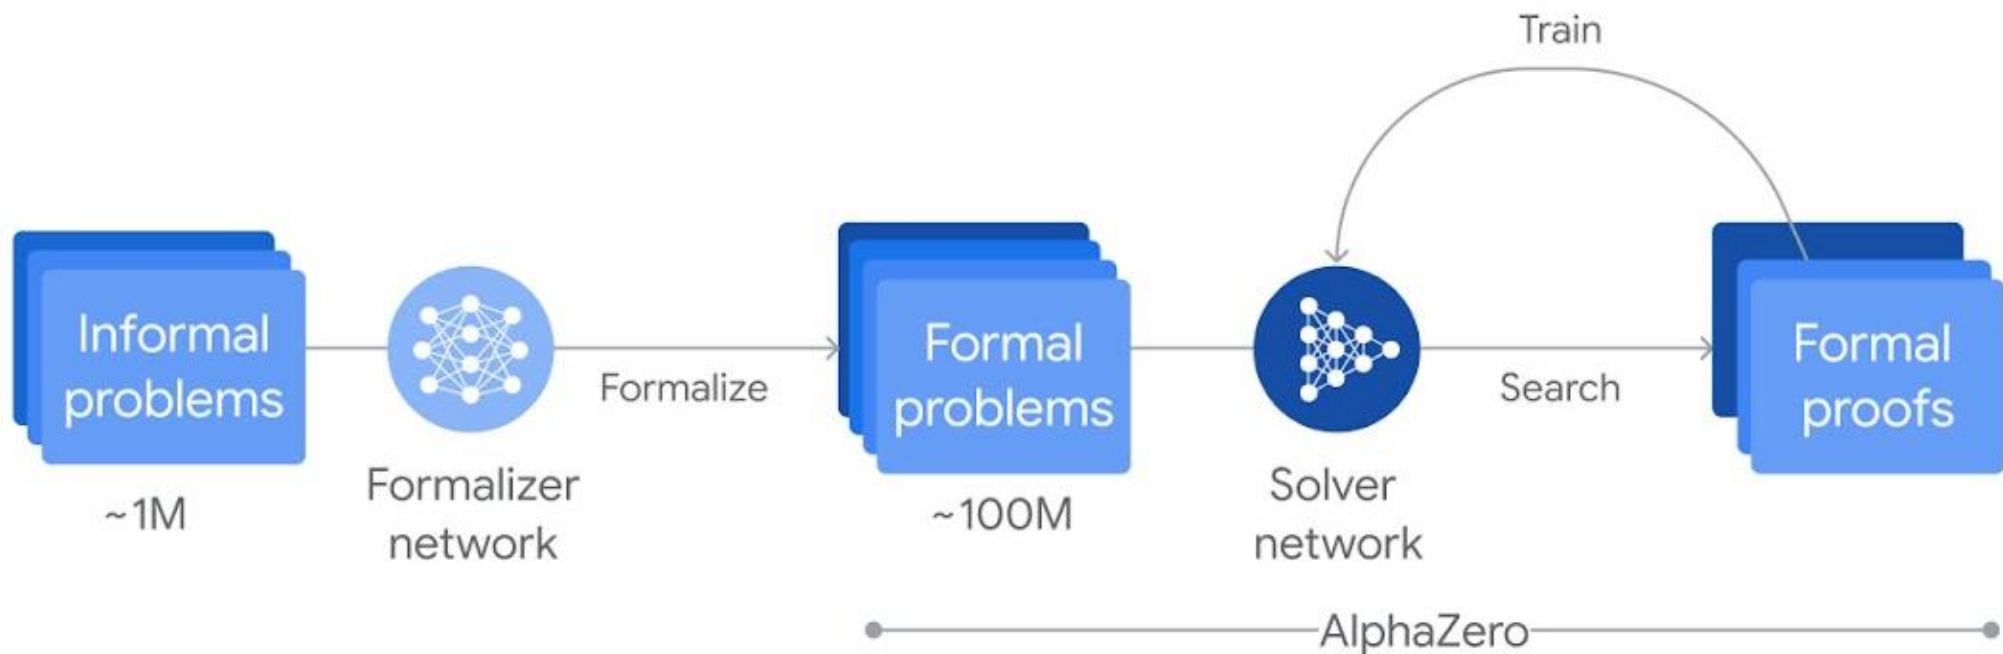 Train
Informal
problems
Formalize
Formal
problems
Search
Formal
proofs
~1M
Formalizer
network
~100M
Solver
network
AlphaZero